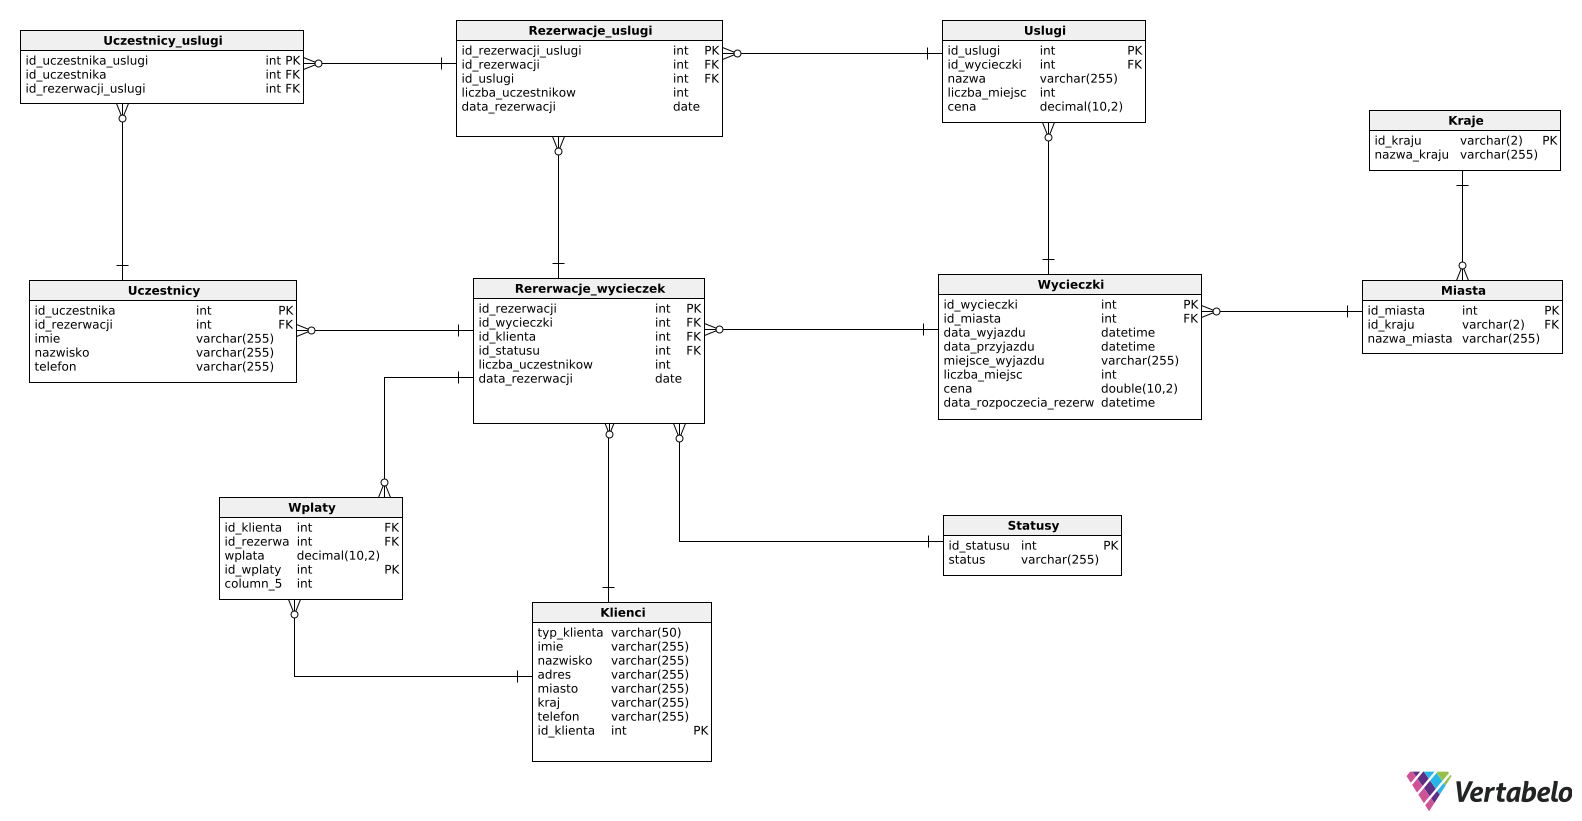 Uczestnicy_uslugi
id_uczestnika_uslugi int PK
id_uczestnika int FK
id_rezerwacji_uslugi int FK
Rezerwacje_uslugi
id_rezerwacji_uslugi int PK
id_rezerwacji int FK
id_uslugi int FK
liczba_uczestnikow int
data_rezerwacji date
Uslugi
id_uslugi int PK
id_wycieczki int FK
nazwa varchar(255)
liczba_miejsc int
cena decimal(10,2)
Kraje
id_kraju varchar(2) PK
nazwa_kraju varchar(255)
Uczestnicy
id_uczestnika int PK
id_rezerwacji int FK
imie varchar(255)
nazwisko varchar(255)
telefon varchar(255)
Rererwacje_wycieczek
id_rezerwacji int PK
id_wycieczki int FK
id_klienta int FK
id_statusu int FK
liczba_uczestnikow int
data_rezerwacji date
Wycieczki
id_wycieczki int PK
id_miasta int FK
data_wyjazdu datetime
data_przyjazdu datetime
miejsce_wyjazdu varchar(255)
liczba_miejsc int
cena double(10,2)
data_rozpoczecia_rezerw datetime
Miasta
id_miasta int PK
id_kraju varchar(2) FK
nazwa_miasta varchar(255)
Wplaty
id_klienta int FK
id_rezerwa int FK
wplata decimal(10,2)
id_wplaty int PK
column_5 int
Statusy
id_statusu int PK
status varchar(255)
Klienci
typ_klienta varchar(50)
imie varchar(255)
nazwisko varchar(255)
adres varchar(255)
miasto varchar(255)
kraj varchar(255)
telefon varchar(255)
id_klienta int PK
Vertabelo